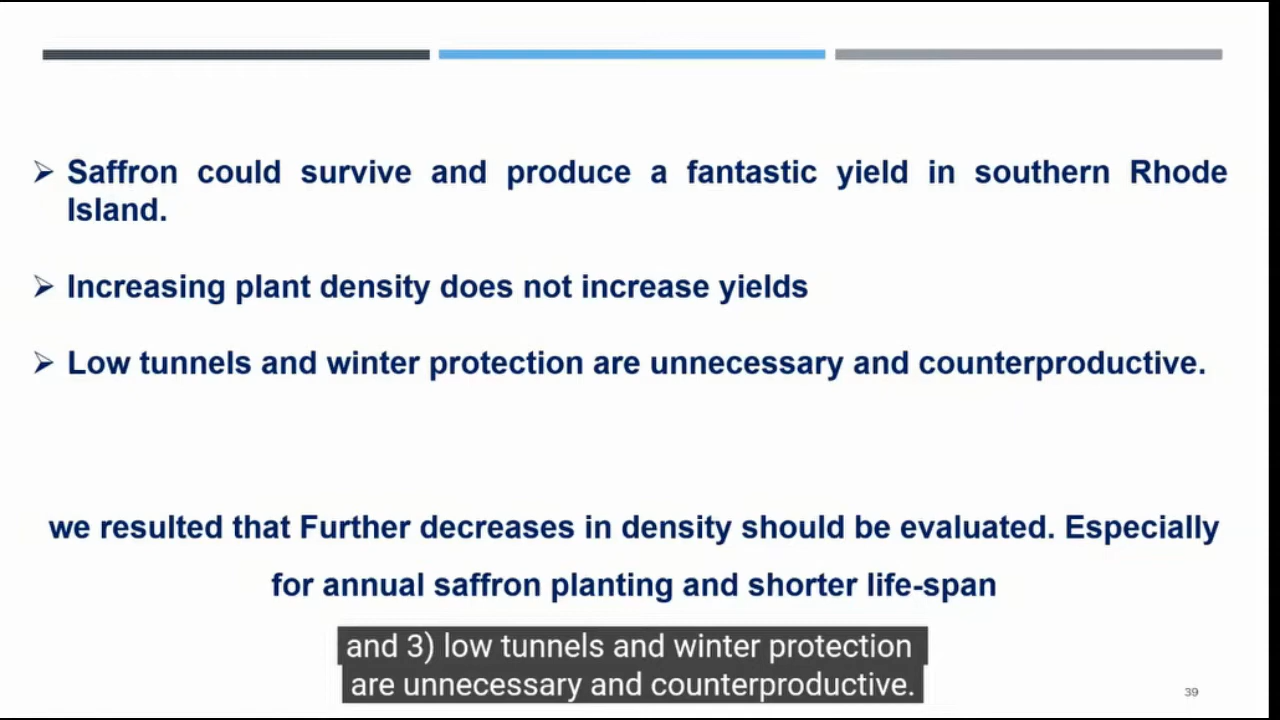 Saffron could survive and produce a fantastic yield in southern Rhode
Island.
Increasing plant density does not increase yields
Low tunnels and winter protection are unnecessary and counterproductive.
we resulted that Further decreases in density should be evaluated. Especially
for annual saffron planting and shorter life-span
and 3) low tunnels and winter protection
are unnecessary and counterproductive.
39